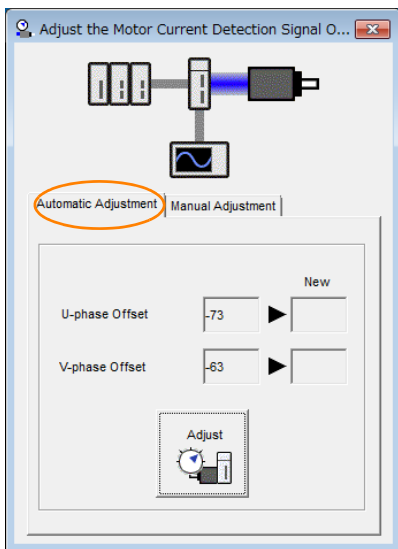 Adjust the Motor Current Detection Signal O...
Automatic Adjustment Manual Adjustment
New
U-phase Offset -73
V-phase Offset -63
Adjust